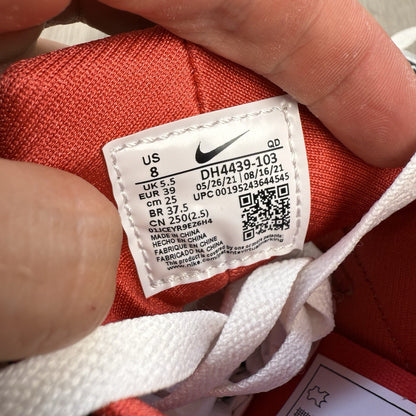 US
8
QD
DH4439-103
UK 5.5
05/26/21 08/16/21
EUR 39
UPC 00195243644545
cm 25
BR 37.5
CN 250(2.5)
01JCEYR9EZ6H4
MADE IN CHINA
HECHO EN CHINA
FABRIQUE EN CHINE
FABRICADO NA CHINA